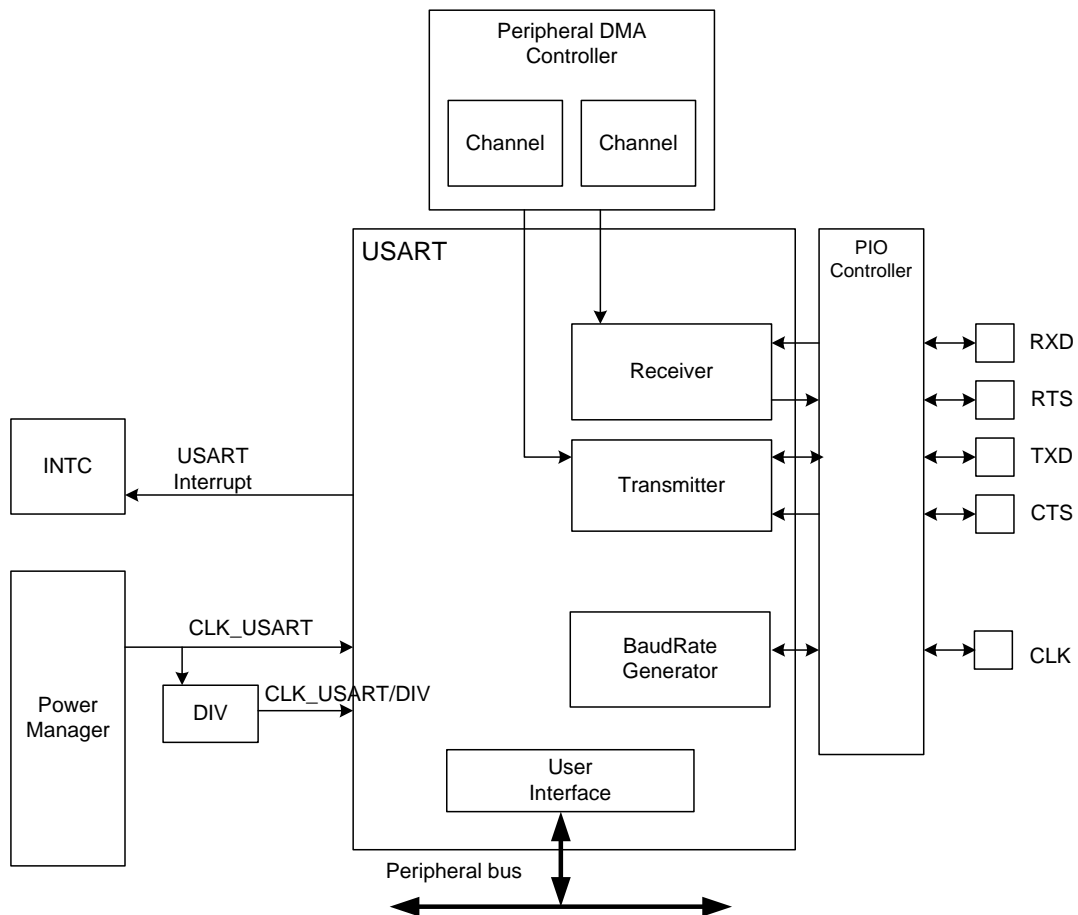 Peripheral DMA
Controller
Channel
Channel
USART
PIO
Controller
Receiver
RXD
RTS
INTC
USART
Interrupt
Transmitter
TXD
CTS
CLK_USART
BaudRate
Generator
CLK
Power
Manager
DIV
CLK_USART/DIV
User
Interface
Peripheral bus